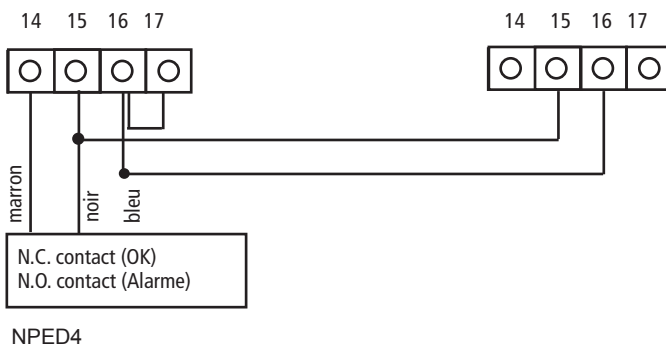 14 15 16 17
14 15 16 17
marron
noir
bleu
N.C. contact (OK)
N.O. contact (Alarme)
NPED4